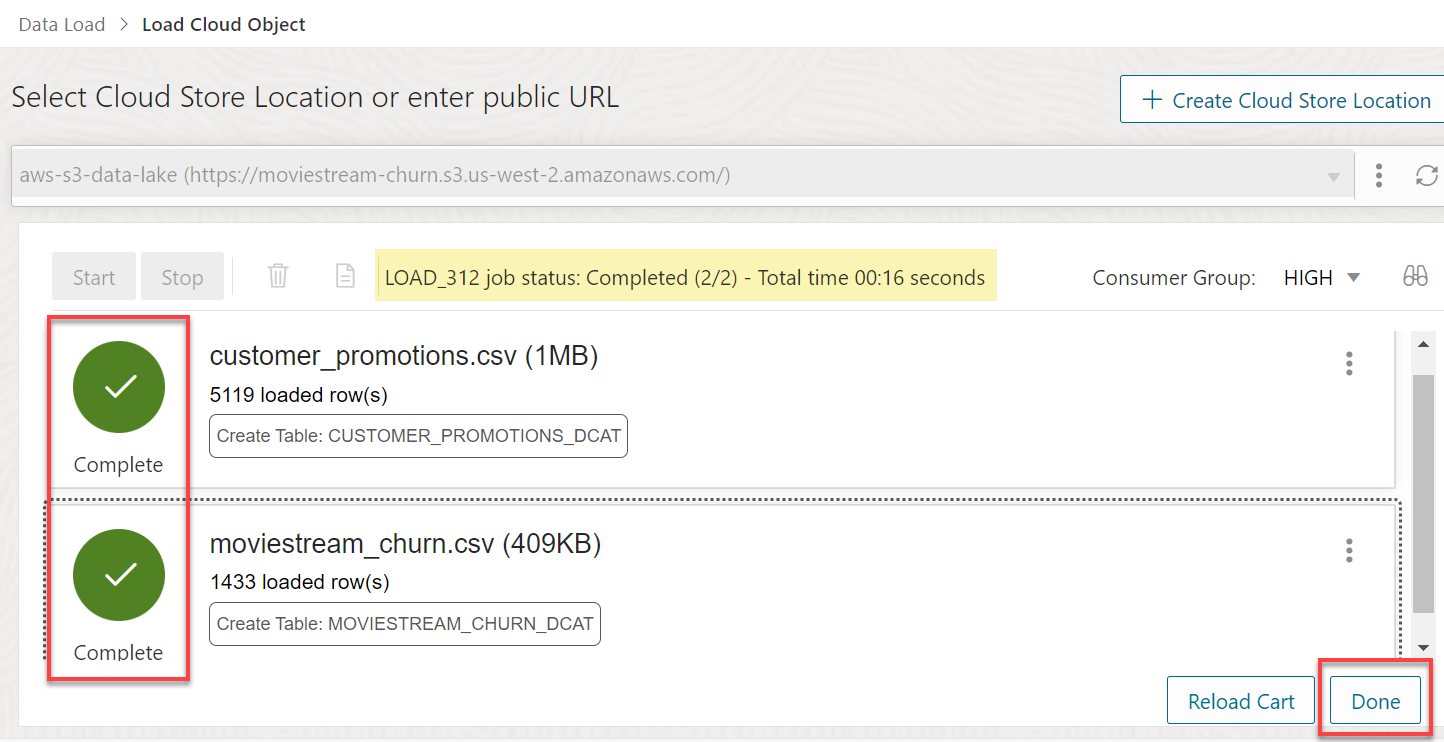 Data Load > Load Cloud Object
Select Cloud Store Location or enter public URL
+ Create Cloud Store Location
aws-s3-data-lake (https://moviestream-churn.s3.us-west-2.amazonaws.com/)
Start Stop LOAD_312 job status: Completed (2/2) - Total time 00:16 seconds Consumer Group: HIGH
customer_promotions.csv (1MB)
5119 loaded row(s)
Create Table: CUSTOMER_PROMOTIONS_DCAT
Complete
moviestream_churn.csv (409KB)
1433 loaded row(s)
Create Table: MOVIESTREAM_CHURN_DCAT
Complete
Reload Cart Done